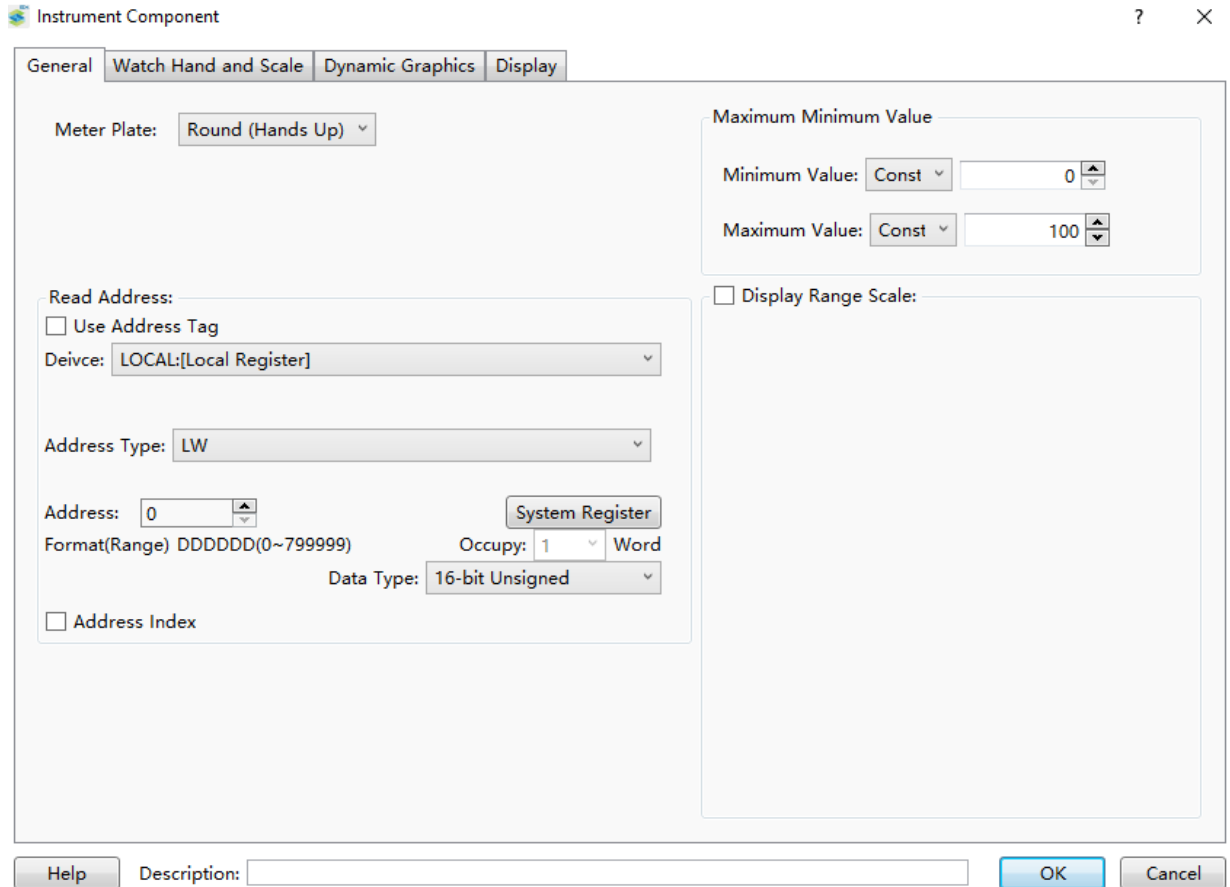 Instrument Component
?
General
Watch Hand and Scale
Dynamic Graphics
Display
Meter Plate: Round (Hands Up)
Maximum Minimum Value
Minimum Value: Const 0
Maximum Value: Const 100
Read Address:
Use Address Tag
Deivce: LOCAL:[Local Register]
Address Type: LW
Address: 0 System Register
Format(Range) DDDDDD(0~799999) Occupy: 1 Word
Data Type: 16-bit Unsigned
Address Index
Display Range Scale:
Help Description: OK Cancel